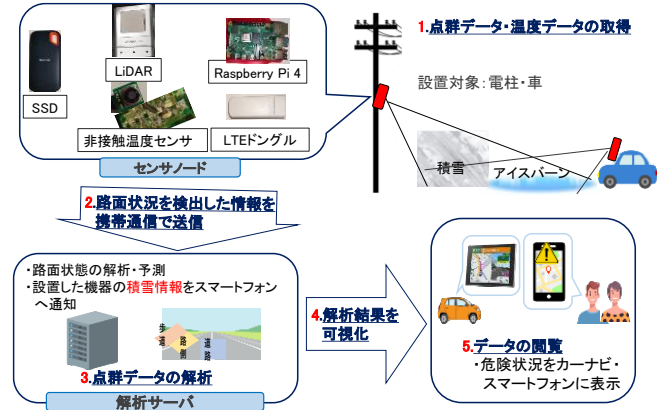 SSD
LiDAR
Raspberry Pi 4
非接触温度センサ
LTEドングル
センサノード
1.点群データ・温度データの取得
設置対象:電柱・車
積雪
アイスバーン
2.路面状況を検出した情報を
携帯通信で送信
・路面状態の解析・予測
・設置した機器の積雪情報をスマートフォン
へ通知
歩道
路側
道路
3.点群データの解析
解析サーバ
4.解析結果を
可視化
5.データの閲覧
・危険状況をカーナビ・
スマートフォンに表示